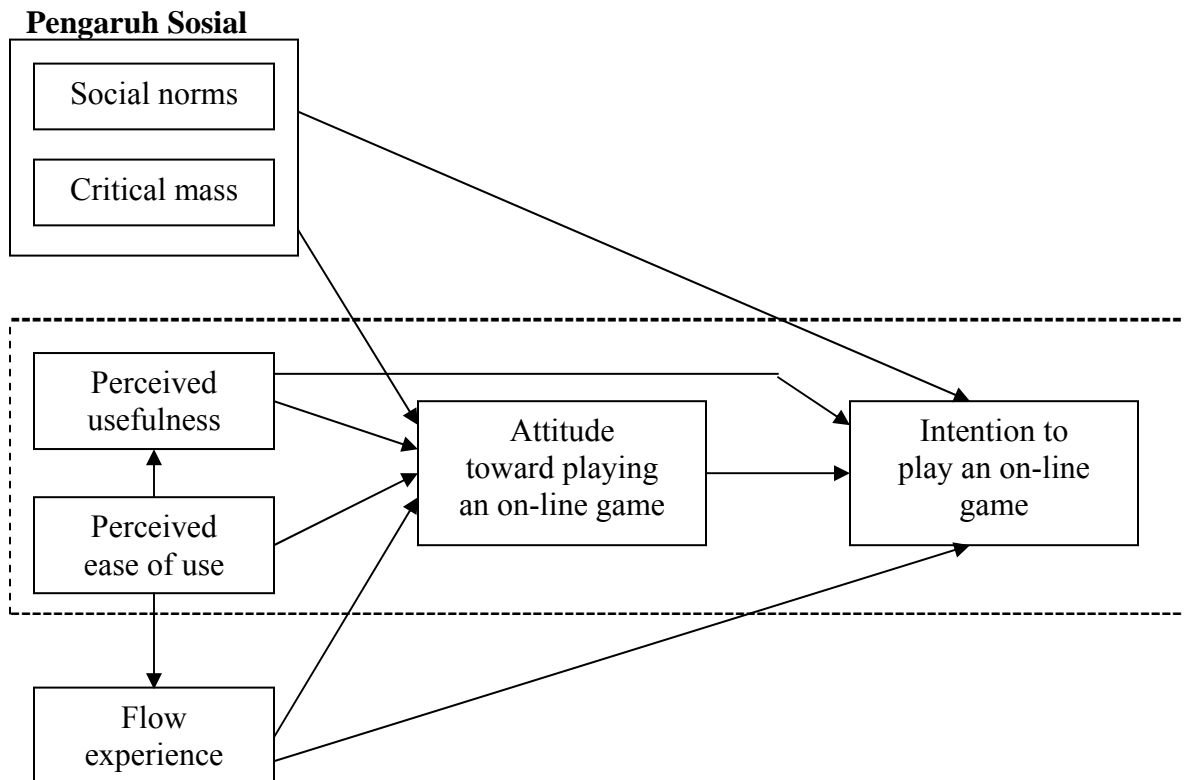 Pengaruh Sosial
Social norms
Critical mass
Perceived
usefulness
Attitude
toward playing
an on-line game
Intention to
play an on-line
game
Perceived
ease of use
Flow
experience